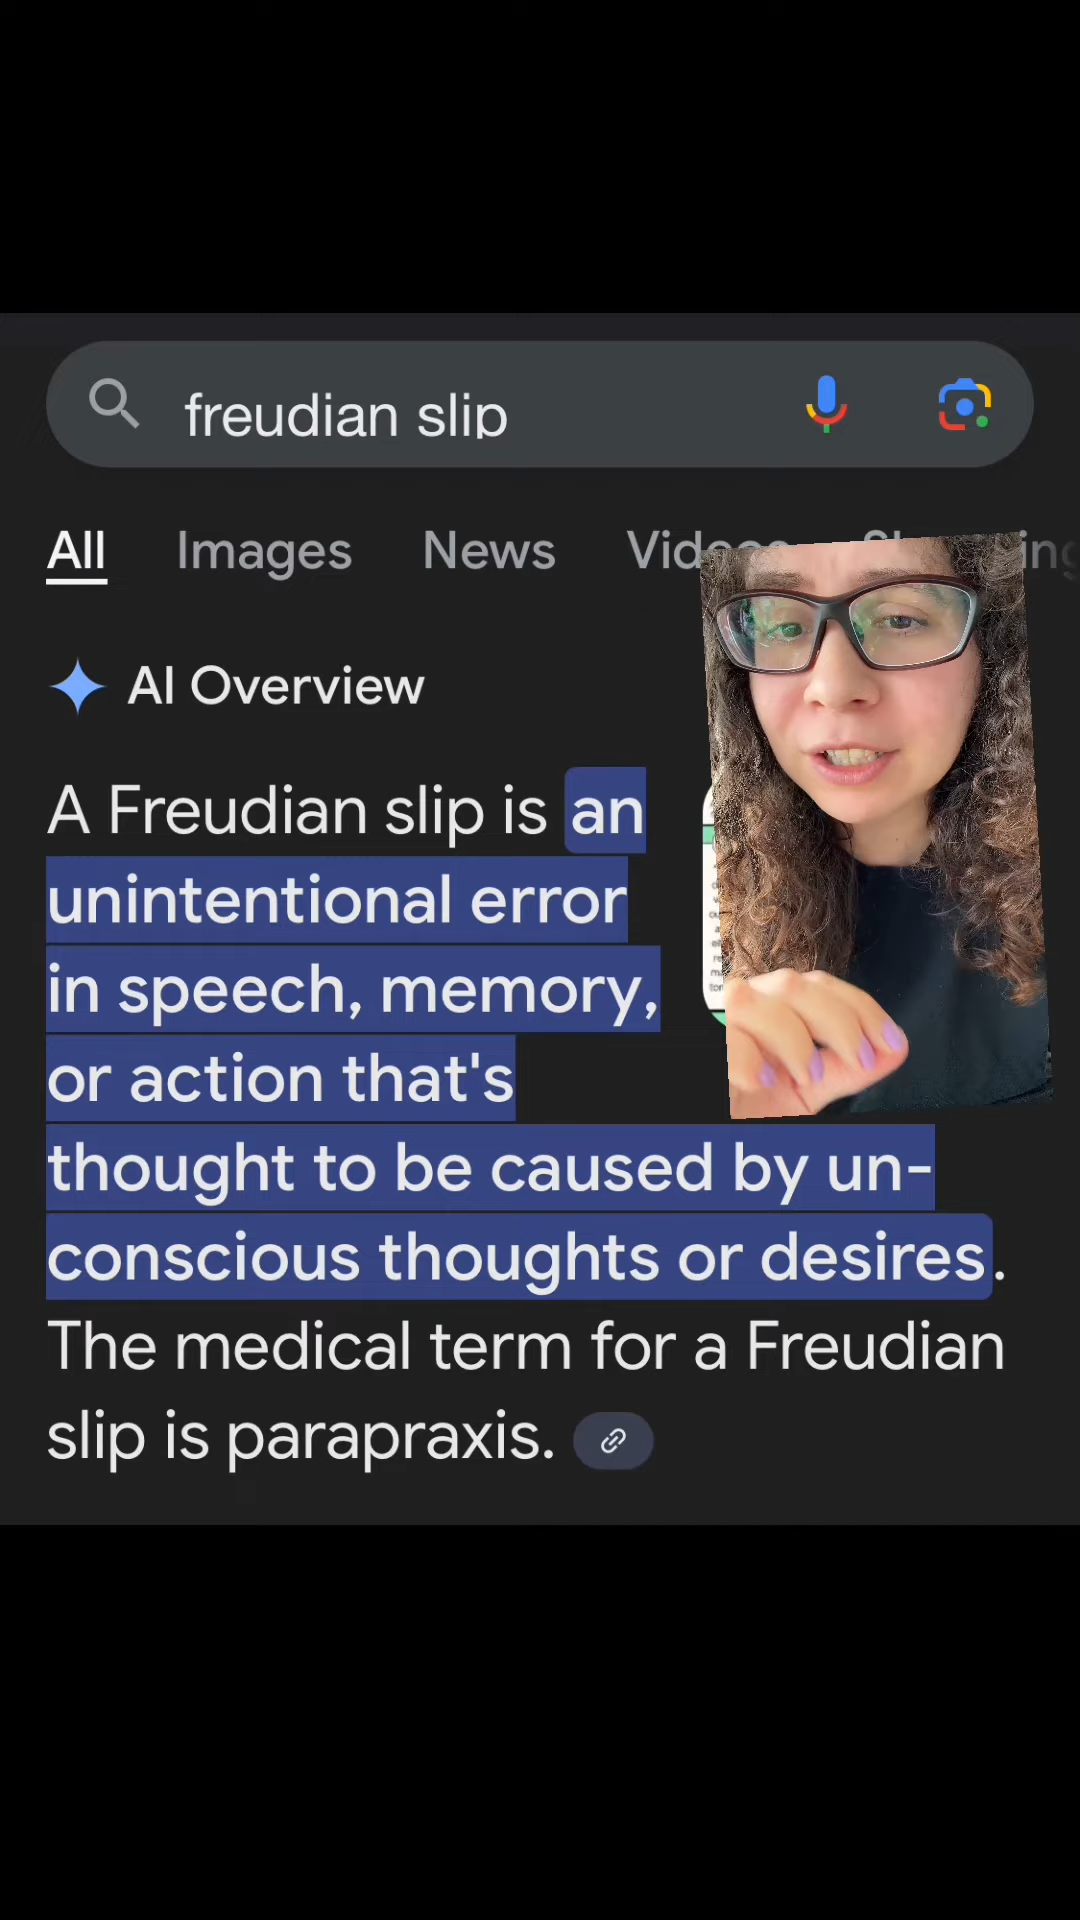 freudian slip
All Images News
AI Overview
A Freudian slip is an
unintentional error
in speech, memory,
or action that's
thought to be caused by un-
conscious thoughts or desires.
The medical term for a Freudian
slip is parapraxis.